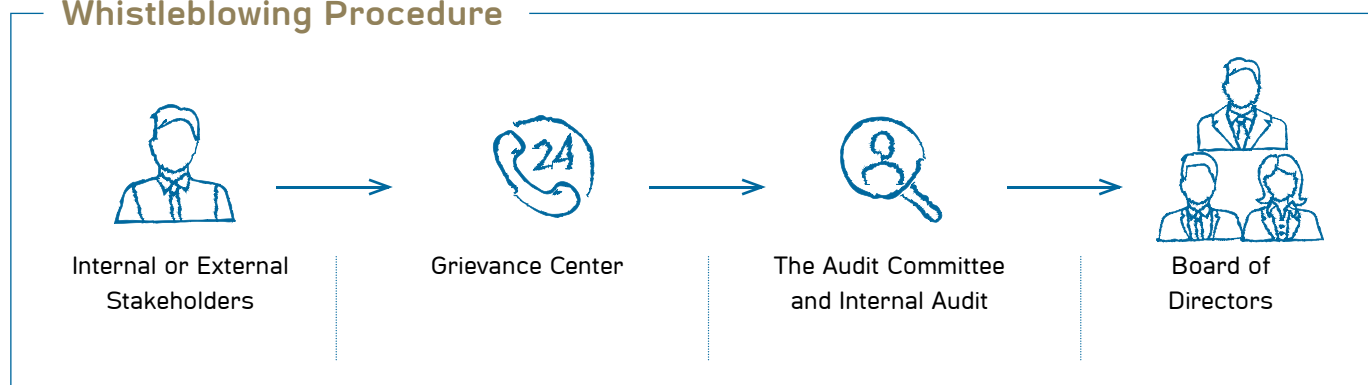 Whistleblowing Procedure
24
Internal or External
Stakeholders
Grievance Center
The Audit Committee
and Internal Audit
Board of
Directors